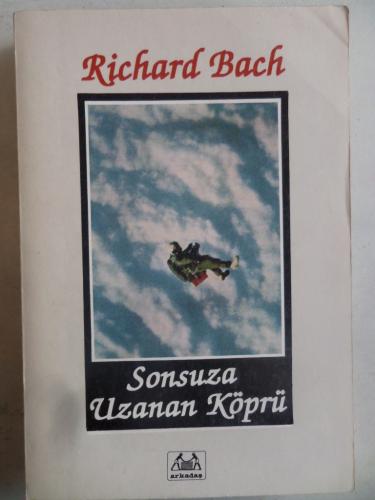 Richard Bach
Sonsuza
Uzanan Köprü
arkadaş